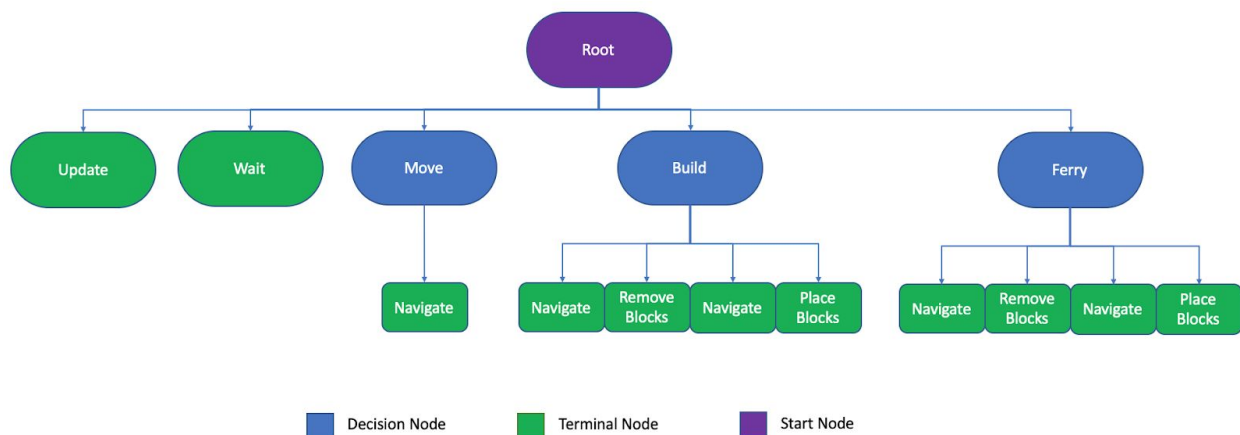 Root
Update
Wait
Move
Build
Ferry
Navigate
Navigate
Remove
Blocks
Navigate
Place
Blocks
Navigate
Remove
Blocks
Navigate
Place
Blocks
Decision Node
Terminal Node
Start Node